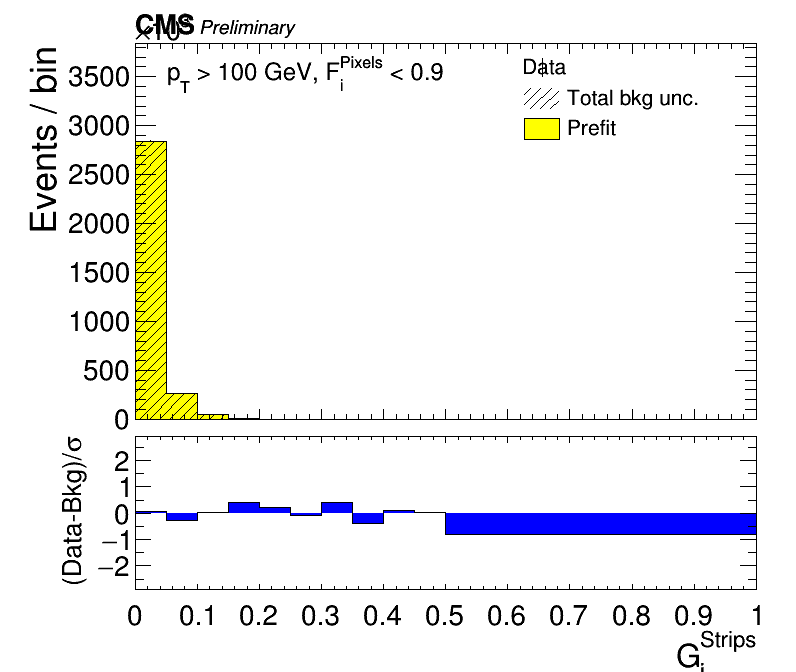 CMS Preliminary
×10
Events / bin
p_T > 100 GeV, F_i^Pixels < 0.9
Data
Total bkg unc.
Prefit
3500
3000
2500
2000
1500
1000
500
0
(Data-Bkg)/σ
2
1
0
−1
−2
0 0.1 0.2 0.3 0.4 0.5 0.6 0.7 0.8 0.9 1
G_i^Strips